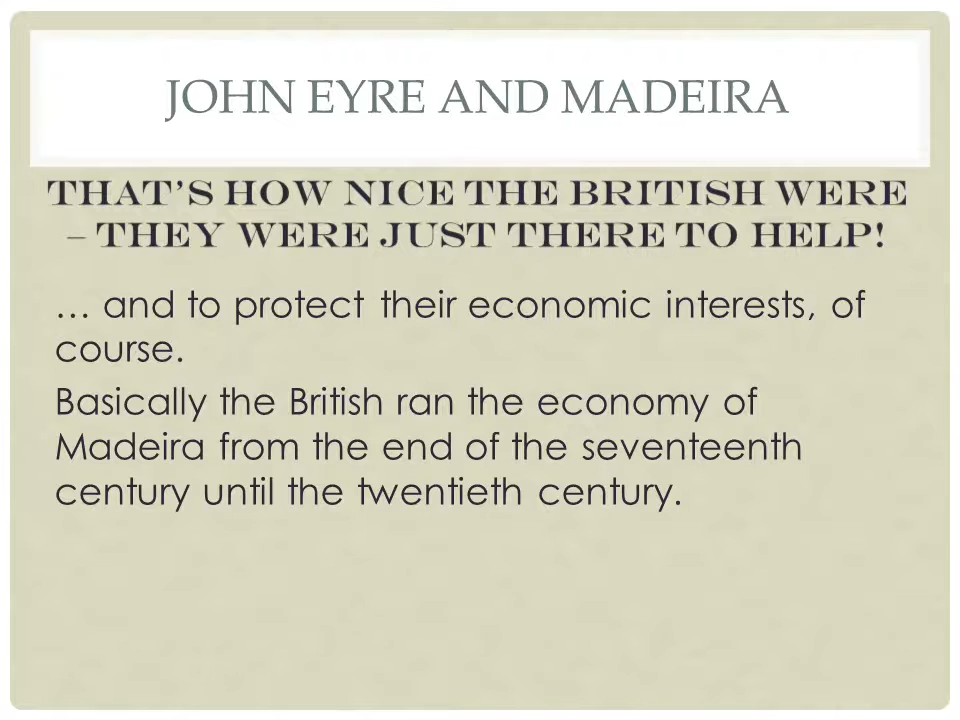 JOHN EYRE AND MADEIRA
THAT’S HOW NICE THE BRITISH WERE
– THEY WERE JUST THERE TO HELP!
… and to protect their economic interests, of
course.
Basically the British ran the economy of
Madeira from the end of the seventeenth
century until the twentieth century.